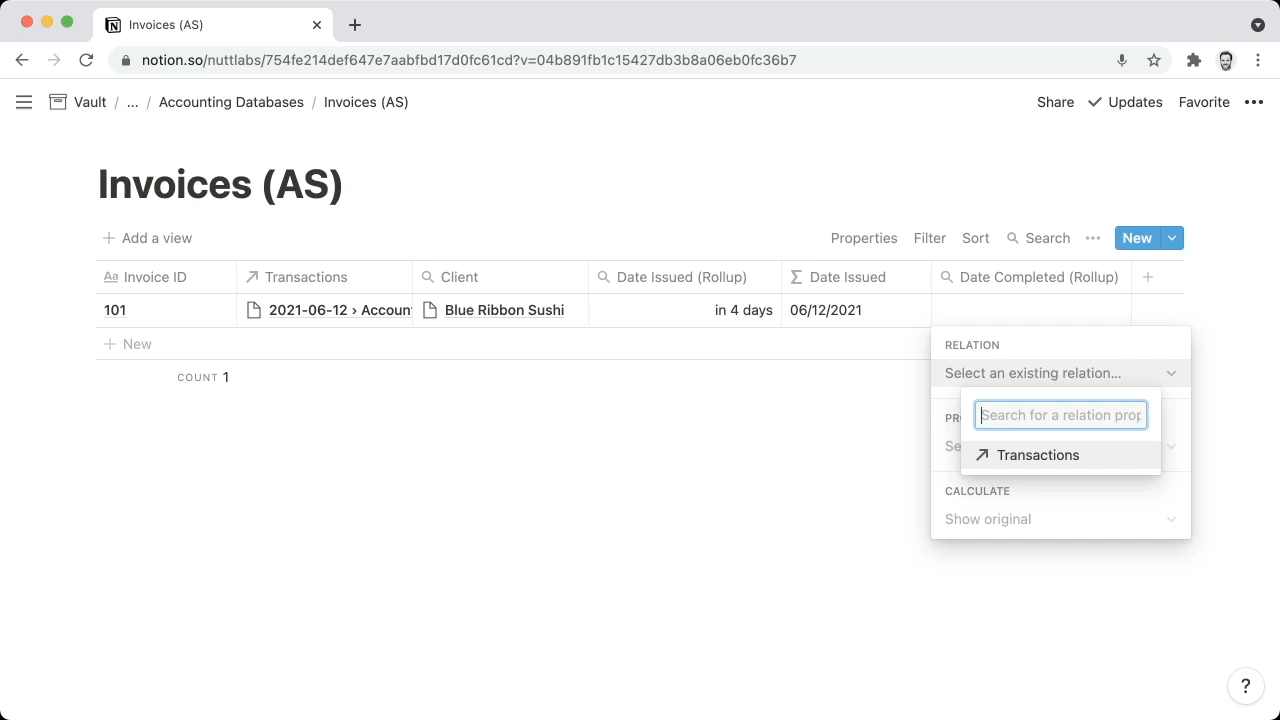 Invoices (AS)
notion.so/nuttlabs/754fe214def647e7aabfbd17d0fc61cd?v=04b891fb1c15427db3b8a06eb0fc36b7
Vault / ... / Accounting Databases / Invoices (AS)
Share Updates Favorite
Invoices (AS)
Add a view
Properties Filter Sort Search New
Aa Invoice ID Transactions Client Date Issued (Rollup) Date Issued Date Completed (Rollup)
101 2021-06-12 › Accoun Blue Ribbon Sushi in 4 days 06/12/2021
New
COUNT 1
RELATION
Select an existing relation...
Search for a relation prop
PR
Se
Transactions
CALCULATE
Show original
?